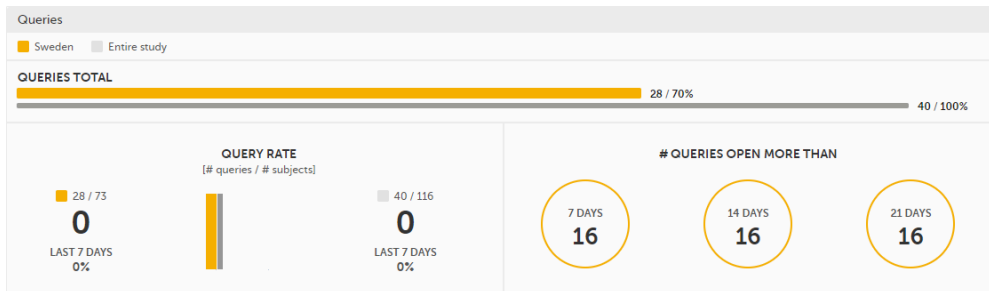 Queries
Sweden Entire study
QUERIES TOTAL
28 / 70%
40 / 100%
QUERY RATE
[# queries / # subjects]
28 / 73
0
LAST 7 DAYS
0%
40 / 116
0
LAST 7 DAYS
0%
# QUERIES OPEN MORE THAN
7 DAYS
16
14 DAYS
16
21 DAYS
16